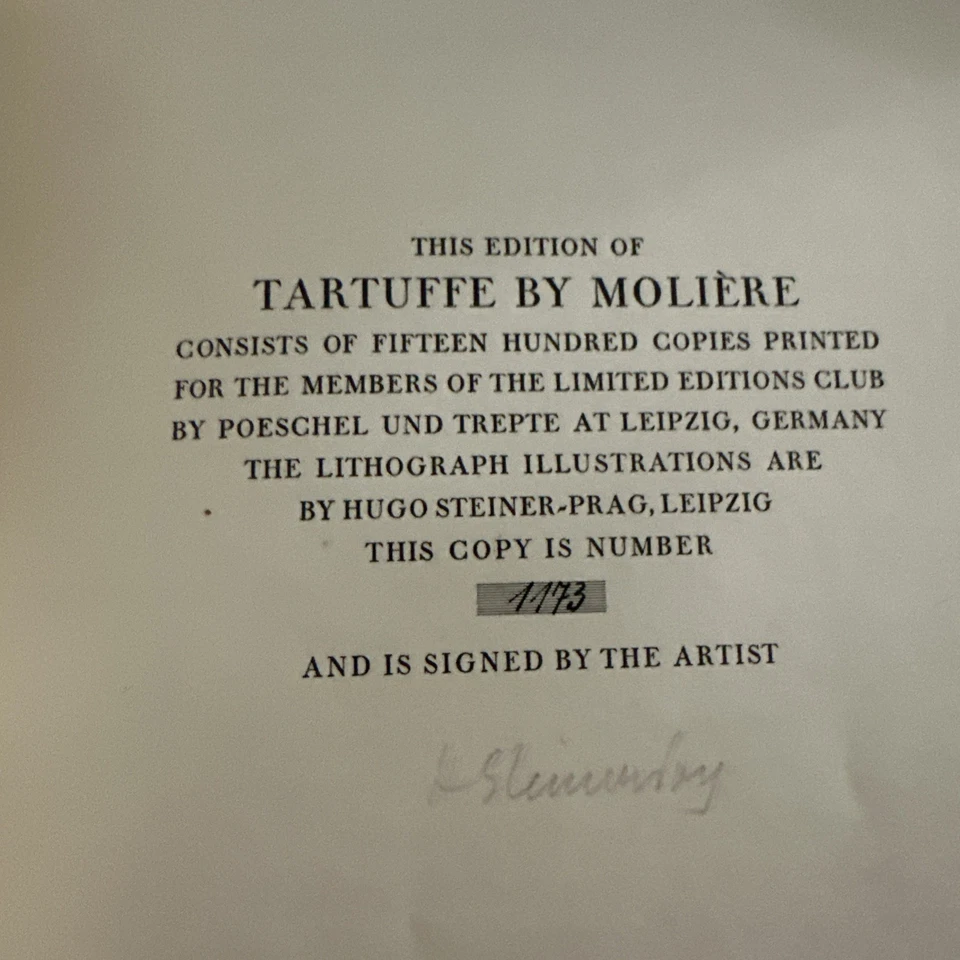 THIS EDITION OF
TARTUFFE BY MOLIÈRE
CONSISTS OF FIFTEEN HUNDRED COPIES PRINTED
FOR THE MEMBERS OF THE LIMITED EDITIONS CLUB
BY POESCHEL UND TREPTE AT LEIPZIG, GERMANY
THE LITHOGRAPH ILLUSTRATIONS ARE
BY HUGO STEINER-PRAG, LEIPZIG
THIS COPY IS NUMBER
1173
AND IS SIGNED BY THE ARTIST